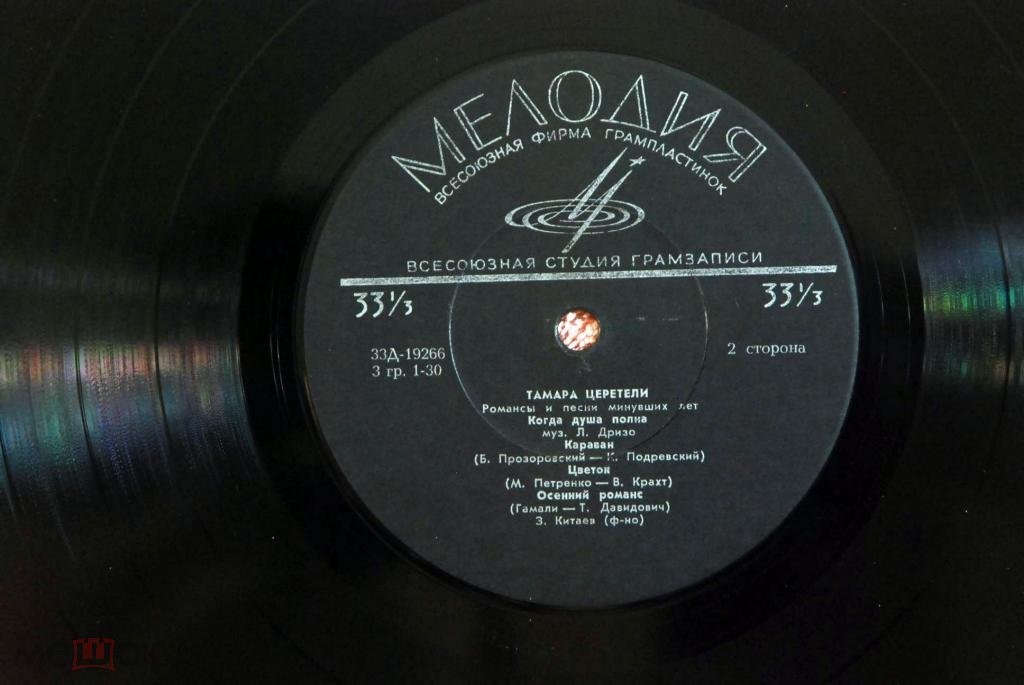 МЕЛОДИЯ
ВСЕСОЮЗНАЯ ФИРМА ГРАМПЛАСТИНОК
ВСЕСОЮЗНАЯ СТУДИЯ ГРАМЗАПИСИ
33⅓ 33⅓
33Д-19266 2 сторона
3 гр. 1-30
ТАМАРА ЦЕРЕТЕЛИ
Романсы и песни минувших лет
Когда душа полна
муз. Л. Дризо
Караван
(Б. Прозоровский — К. Подревский)
Цветок
(М. Петренко — В. Крахт)
Осенний романс
(Гамали — Т. Давидович)
З. Китаев (ф-но)
мешок